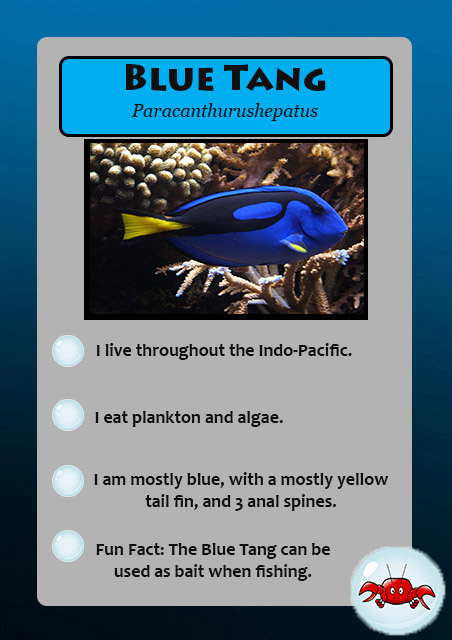 Blue Tang
Paracanthurushepatus
I live throughout the Indo-Pacific.
I eat plankton and algae.
I am mostly blue, with a mostly yellow
tail fin, and 3 anal spines.
Fun Fact: The Blue Tang can be
used as bait when fishing.